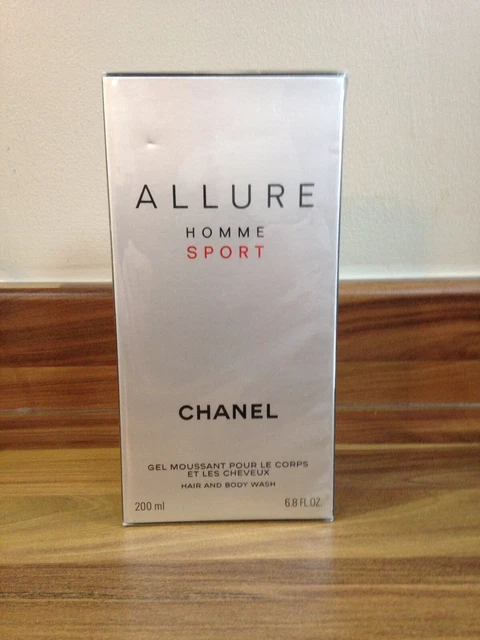 ALLURE
HOMME
SPORT
CHANEL
GEL MOUSSANT POUR LE CORPS
ET LES CHEVEUX
HAIR AND BODY WASH
200 ml 6.8 FL OZ